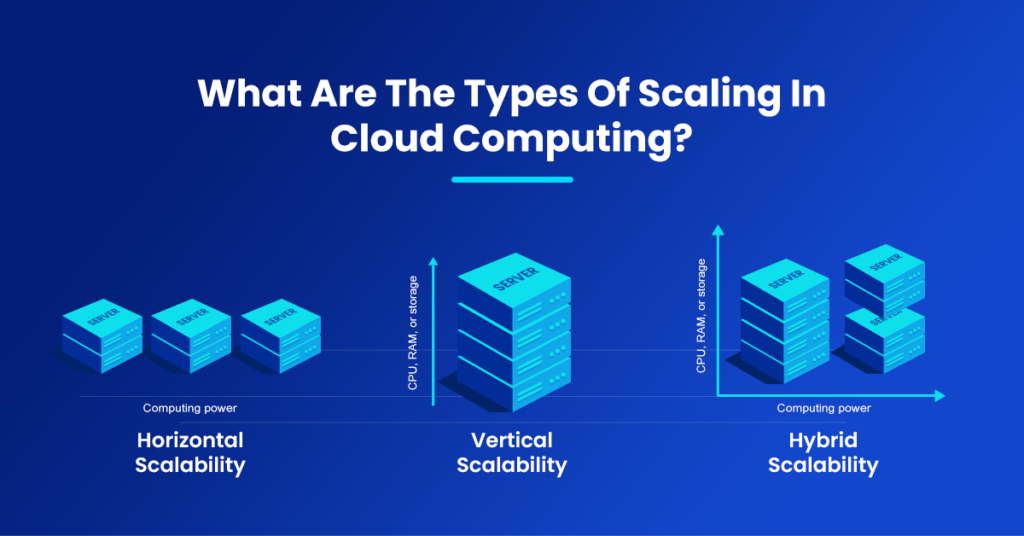 What Are The Types Of Scaling In
Cloud Computing?
SERVER
SERVER
SERVER
Computing power
Horizontal
Scalability
CPU, RAM, or storage
SERVER
Vertical
Scalability
CPU, RAM, or storage
SERVER
SERVER
SERVER
Computing power
Hybrid
Scalability